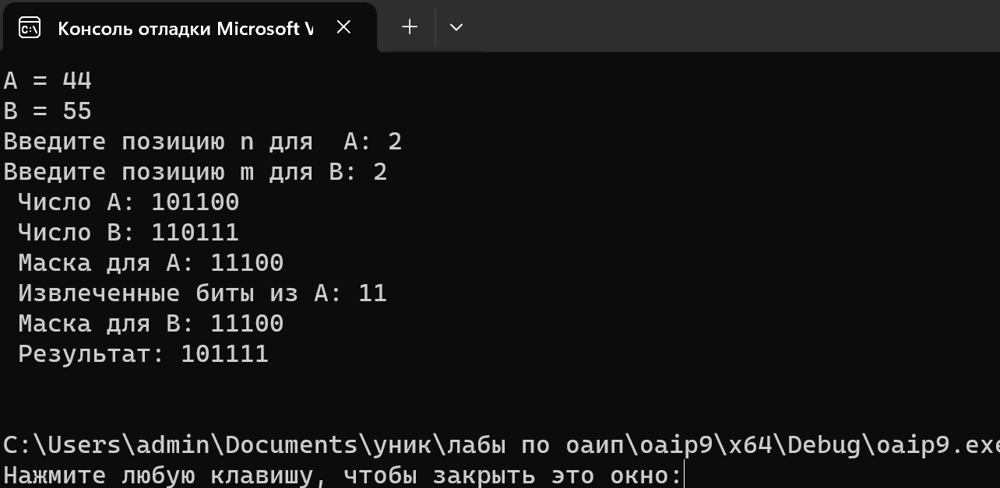 Консоль отладки Microsoft V
A = 44
B = 55
Введите позицию n для  A: 2
Введите позицию m для B: 2
Число A: 101100
Число B: 110111
Маска для A: 11100
Извлеченные биты из A: 11
Маска для B: 11100
Результат: 101111
C:\Users\admin\Documents\уник\лабы по оаип\oaip9\x64\Debug\oaip9.exe
Нажмите любую клавишу, чтобы закрыть это окно: